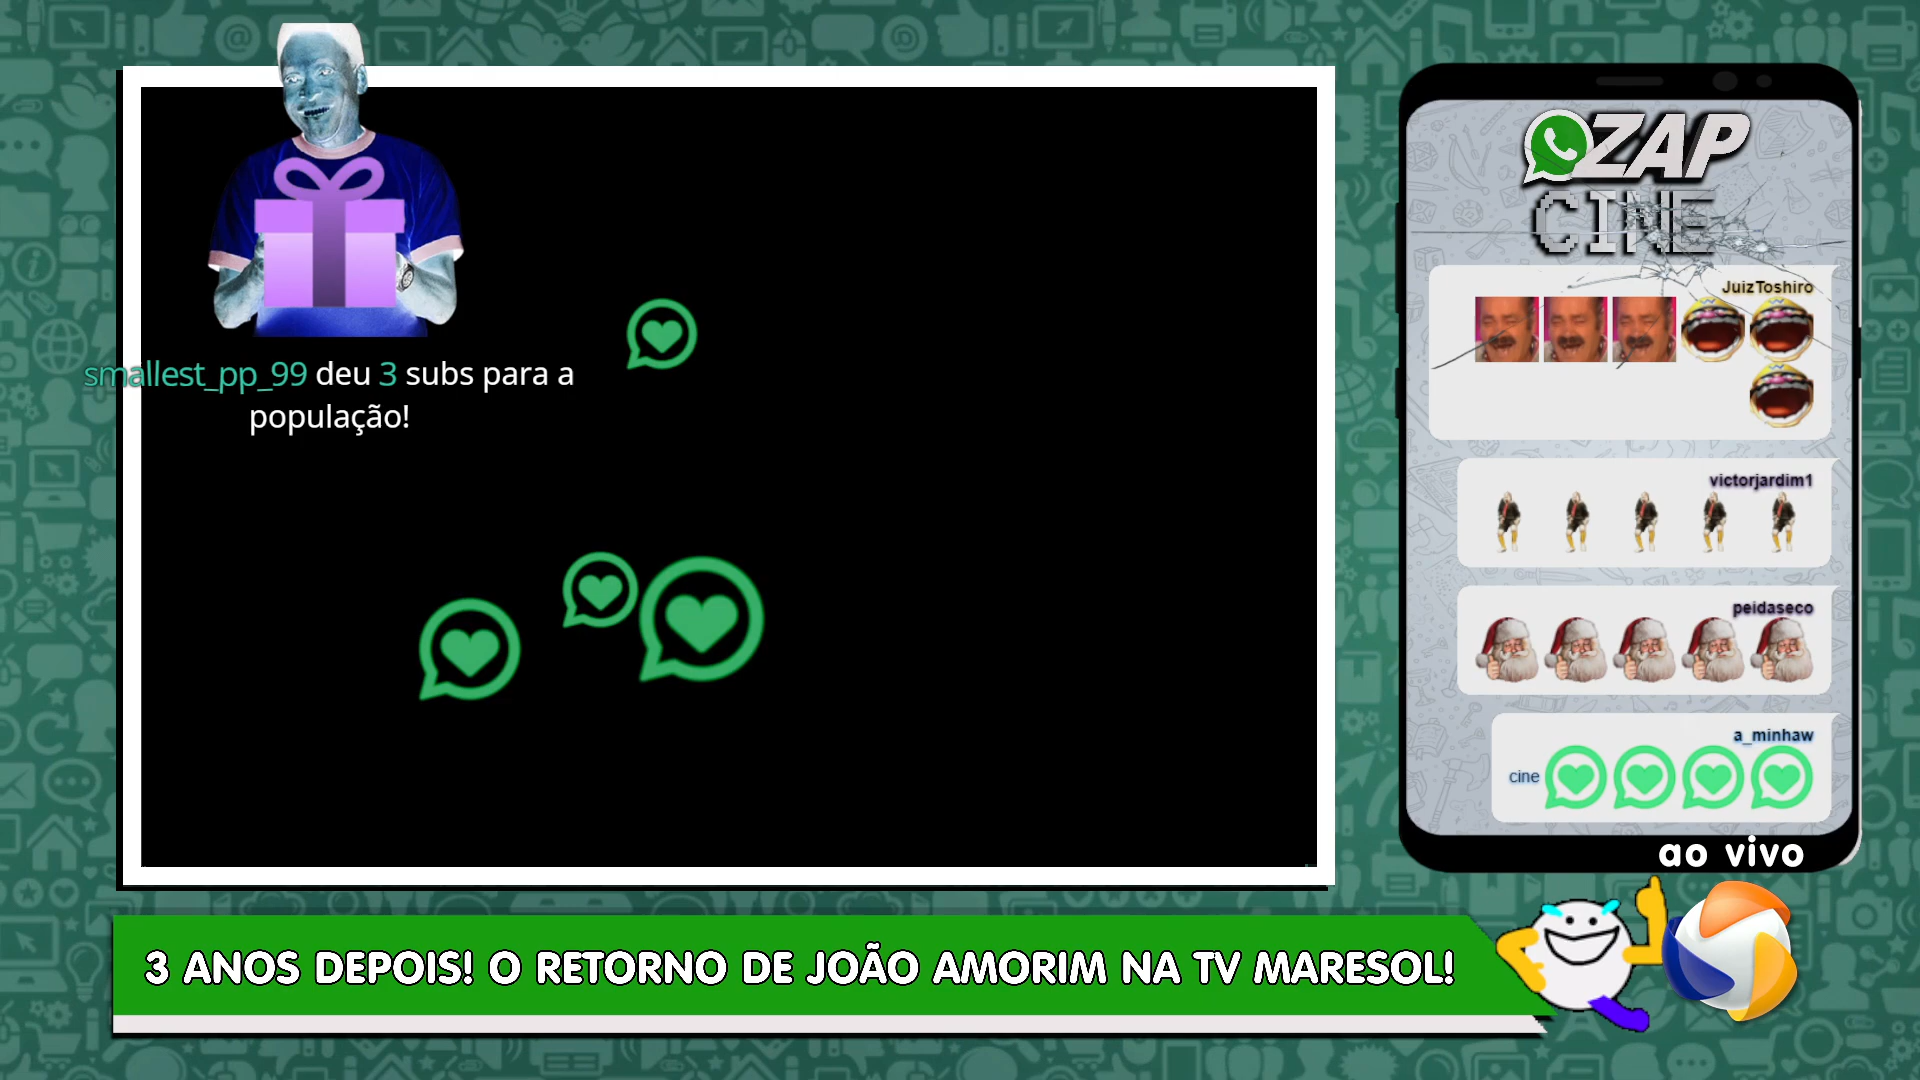 smallest_pp_99 deu 3 subs para a
população!
ZAP
CINE
JuizToshiro
victorjardim1
peidaseco
a_minhaw
cine
ao vivo
3 ANOS DEPOIS! O RETORNO DE JOÃO AMORIM NA TV MARESOL!